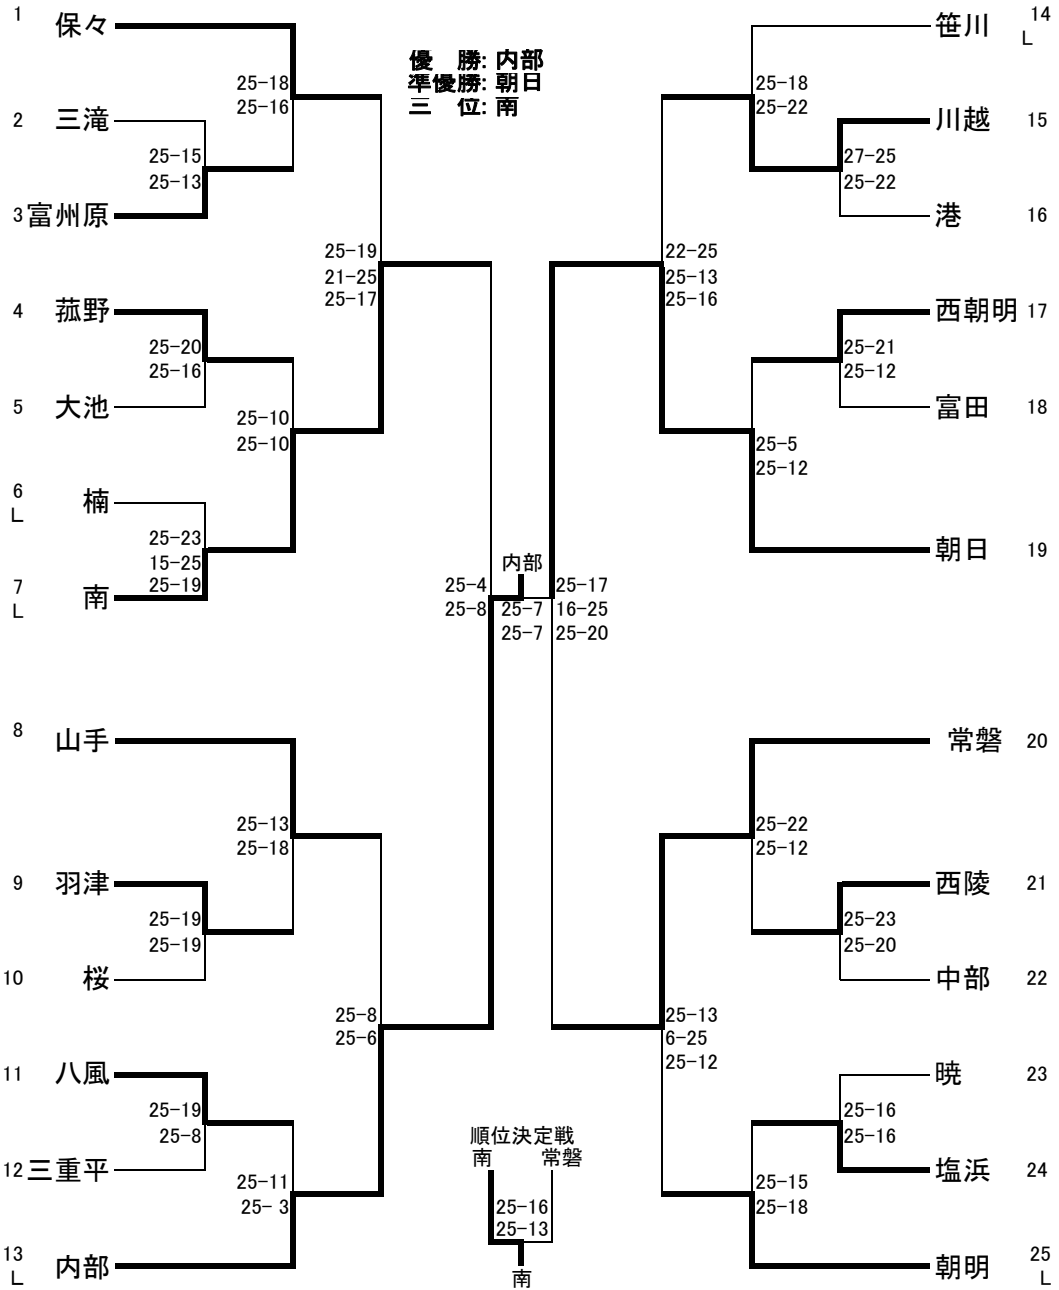 優　勝: 内部
準優勝: 朝日
三　位: 南
1 保々
25-18
25-16
2 三滝
25-15
25-13
3 富州原
25-19
21-25
25-17
4 菰野
25-20
25-16
5 大池
25-10
25-10
6 楠
L
25-23
15-25
25-19
7 南
L
25-4
25-8
8 山手
25-13
25-18
9 羽津
25-19
25-19
10 桜
25-8
25-6
11 八風
25-19
25-8
12 三重平
25-11
25- 3
13 内部
L
内部
25-7
25-7
順位決定戦
南 常磐
25-16
25-13
南
笹川 14
L
25-18
25-22
川越 15
27-25
25-22
港 16
22-25
25-13
25-16
西朝明 17
25-21
25-12
富田 18
25-5
25-12
朝日 19
25-17
16-25
25-20
常磐 20
25-22
25-12
西陵 21
25-23
25-20
中部 22
25-13
6-25
25-12
暁 23
25-16
25-16
塩浜 24
25-15
25-18
朝明 25
L